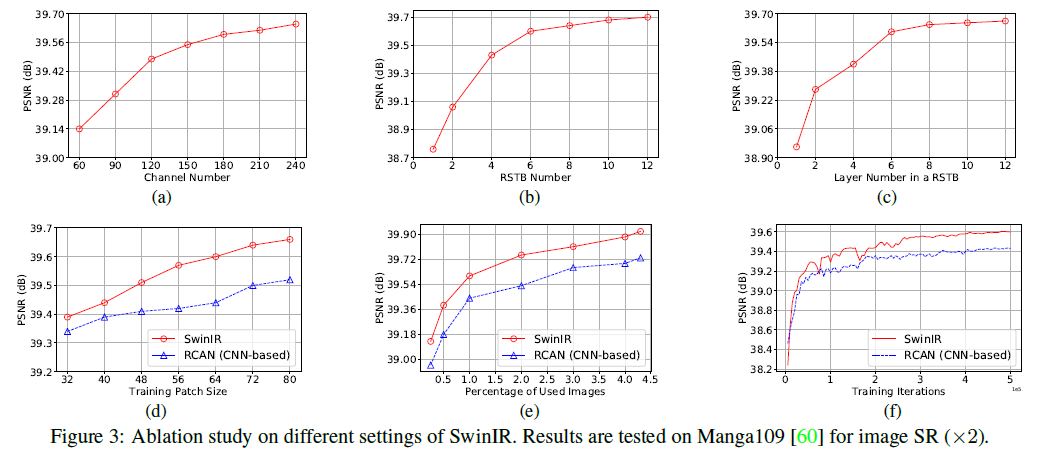 39.70
39.56
39.42
39.28
39.14
39.00
PSNR (dB)
60 90 120 150 180 210 240
Channel Number
(a)
39.7
39.5
39.3
39.1
38.9
38.7
PSNR (dB)
0 2 4 6 8 10 12
RSTB Number
(b)
39.70
39.54
39.38
39.22
39.06
38.90
PSNR (dB)
0 2 4 6 8 10 12
Layer Number in a RSTB
(c)
39.7
39.6
39.5
39.4
39.3
39.2
PSNR (dB)
SwinIR
RCAN (CNN-based)
32 40 48 56 64 72 80
Training Patch Size
(d)
39.90
39.72
39.54
39.36
39.18
39.00
PSNR (dB)
SwinIR
RCAN (CNN-based)
0.5 1.0 1.5 2.0 2.5 3.0 3.5 4.0 4.5
Percentage of Used Images
(e)
39.6
39.4
39.2
39.0
38.8
38.6
38.4
38.2
PSNR (dB)
SwinIR
RCAN (CNN-based)
0 1 2 3 4 5
1e5
Training Iterations
(f)
Figure 3: Ablation study on different settings of SwinIR. Results are tested on Manga109 [60] for image SR (×2).